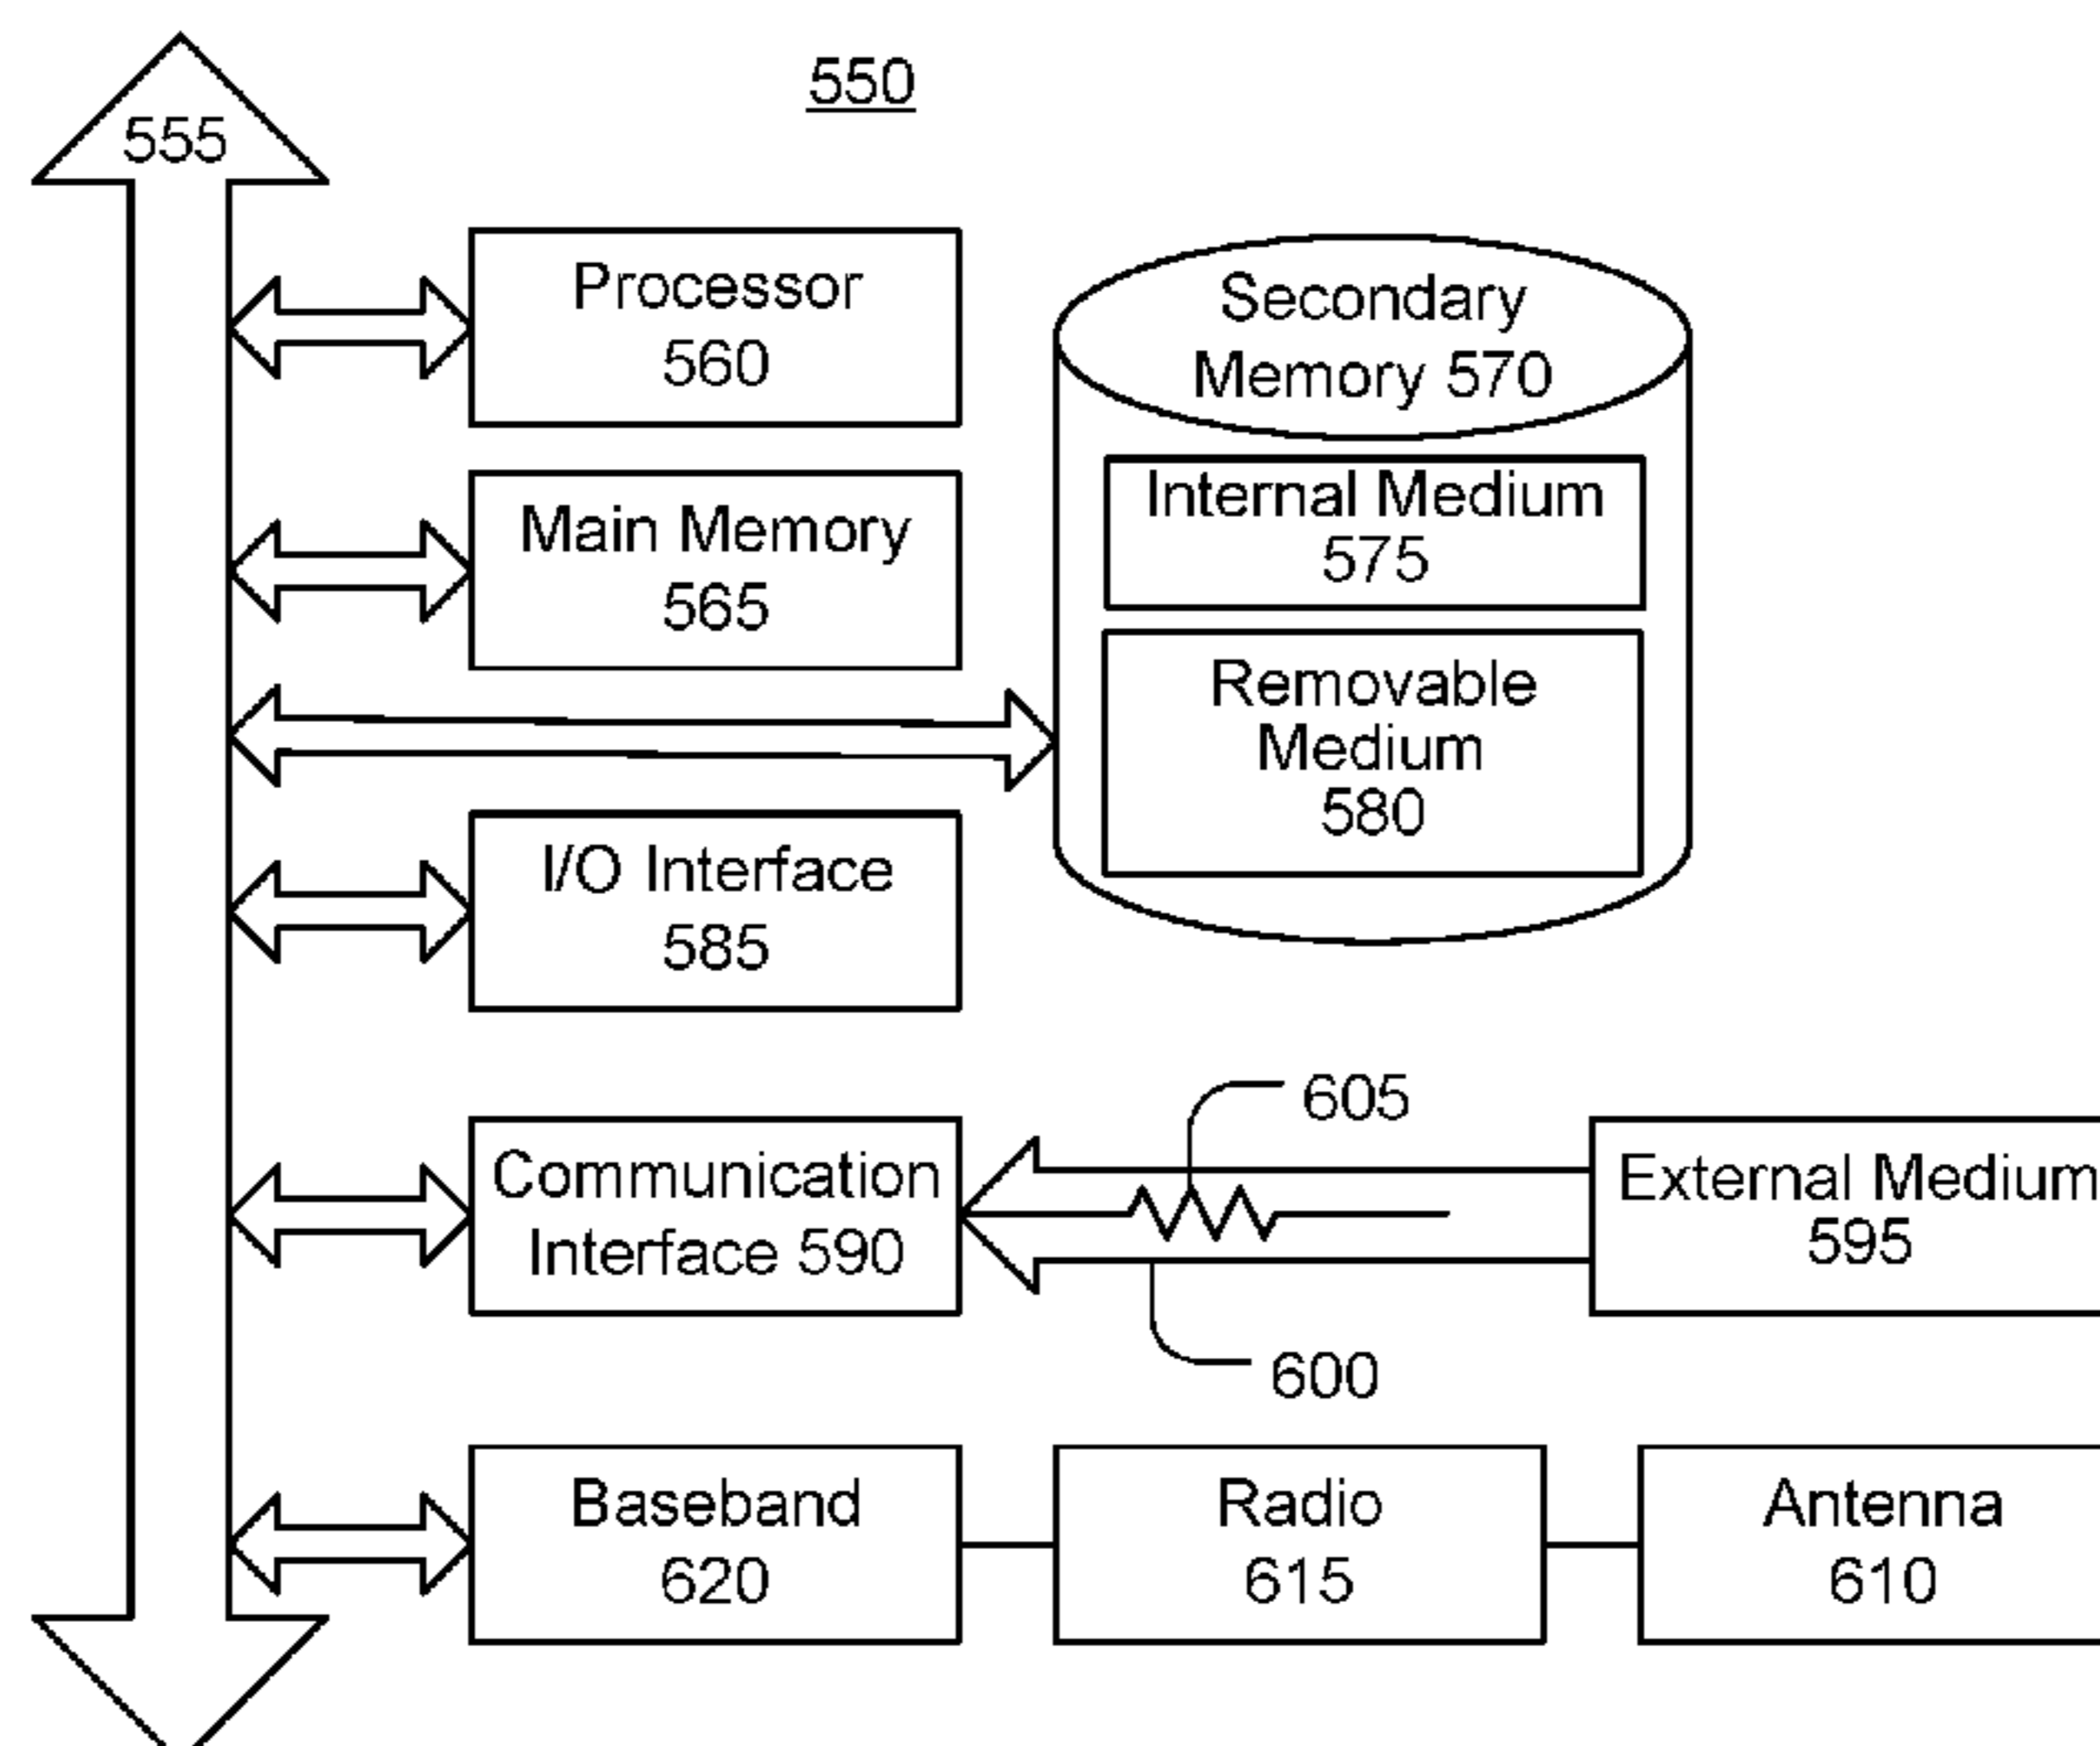 550
555
Processor
560
Secondary
Memory 570
Main Memory
565
Internal Medium
575
Removable
Medium
580
I/O Interface
585
605
Communication
Interface 590
External Medium
595
600
Baseband
620
Radio
615
Antenna
610